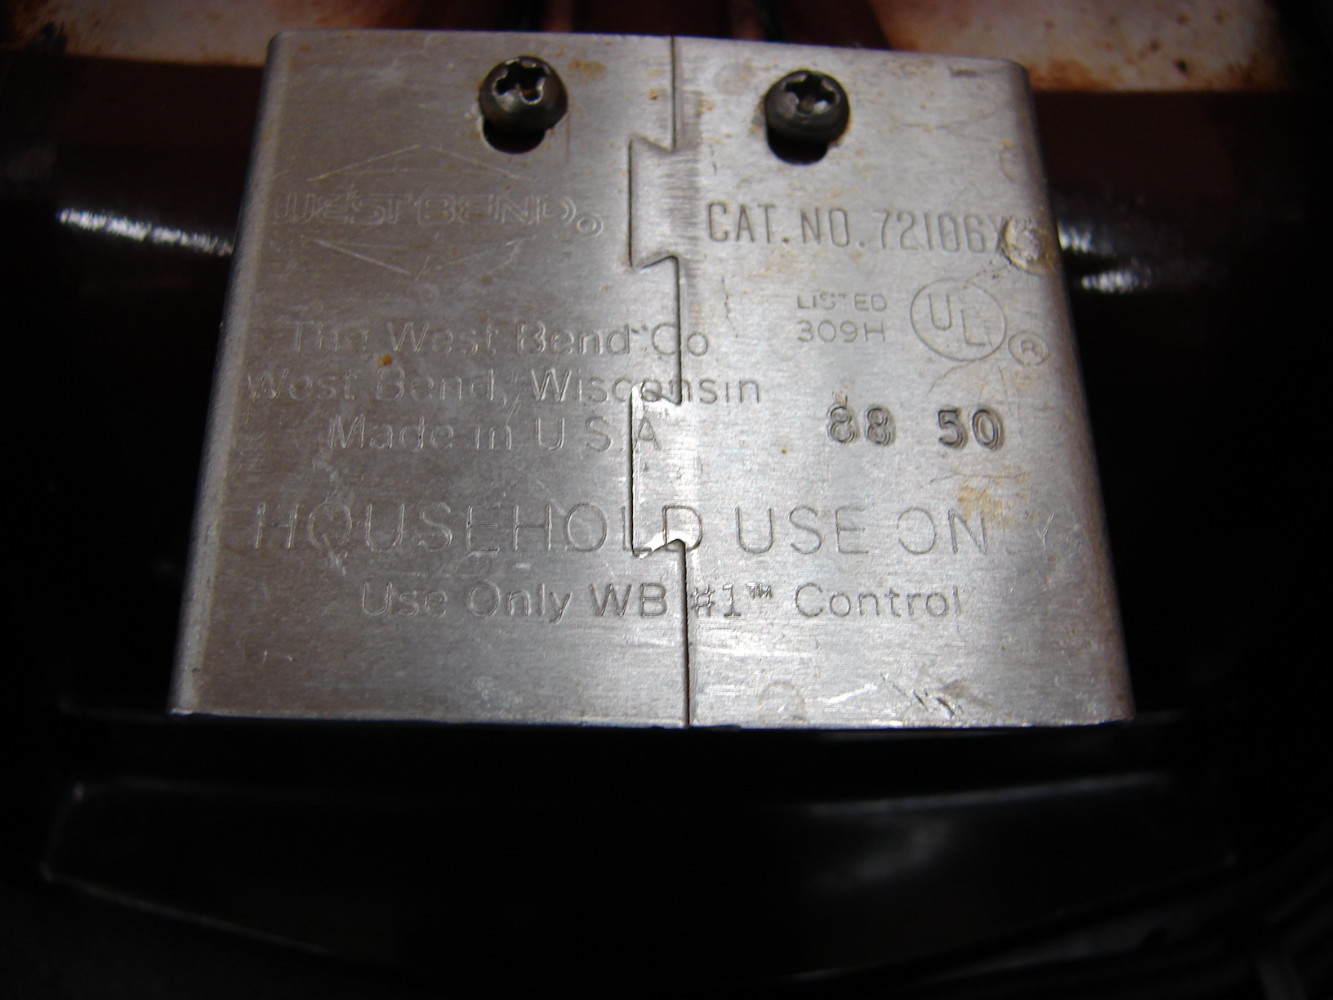 WEST BEND
The West Bend Co
West Bend, Wisconsin
Made in U.S.A
CAT. NO. 72106X
LISTED
309H
UL ®
88 50
HOUSEHOLD USE ONLY
Use Only WB #1™ Control